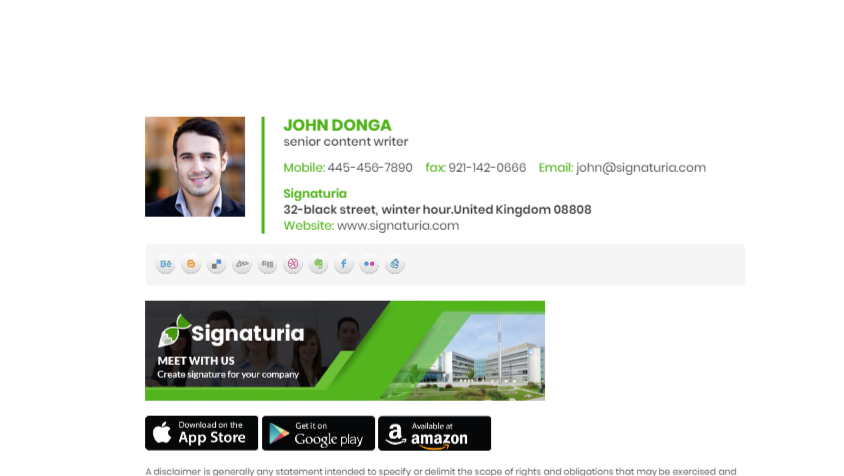 JOHN DONGA
senior content writer
Mobile: 445-456-7890 fax: 921-142-0666 Email: john@signaturia.com
Signaturia
32-black street, winter hour.United Kingdom 08808
Website: www.signaturia.com
Bē
digg
f
Signaturia
MEET WITH US
Create signature for your company
Download on the
App Store
Get it on
Google play
Available at
amazon
A disclaimer is generally any statement intended to specify or delimit the scope of rights and obligations that may be exercised and